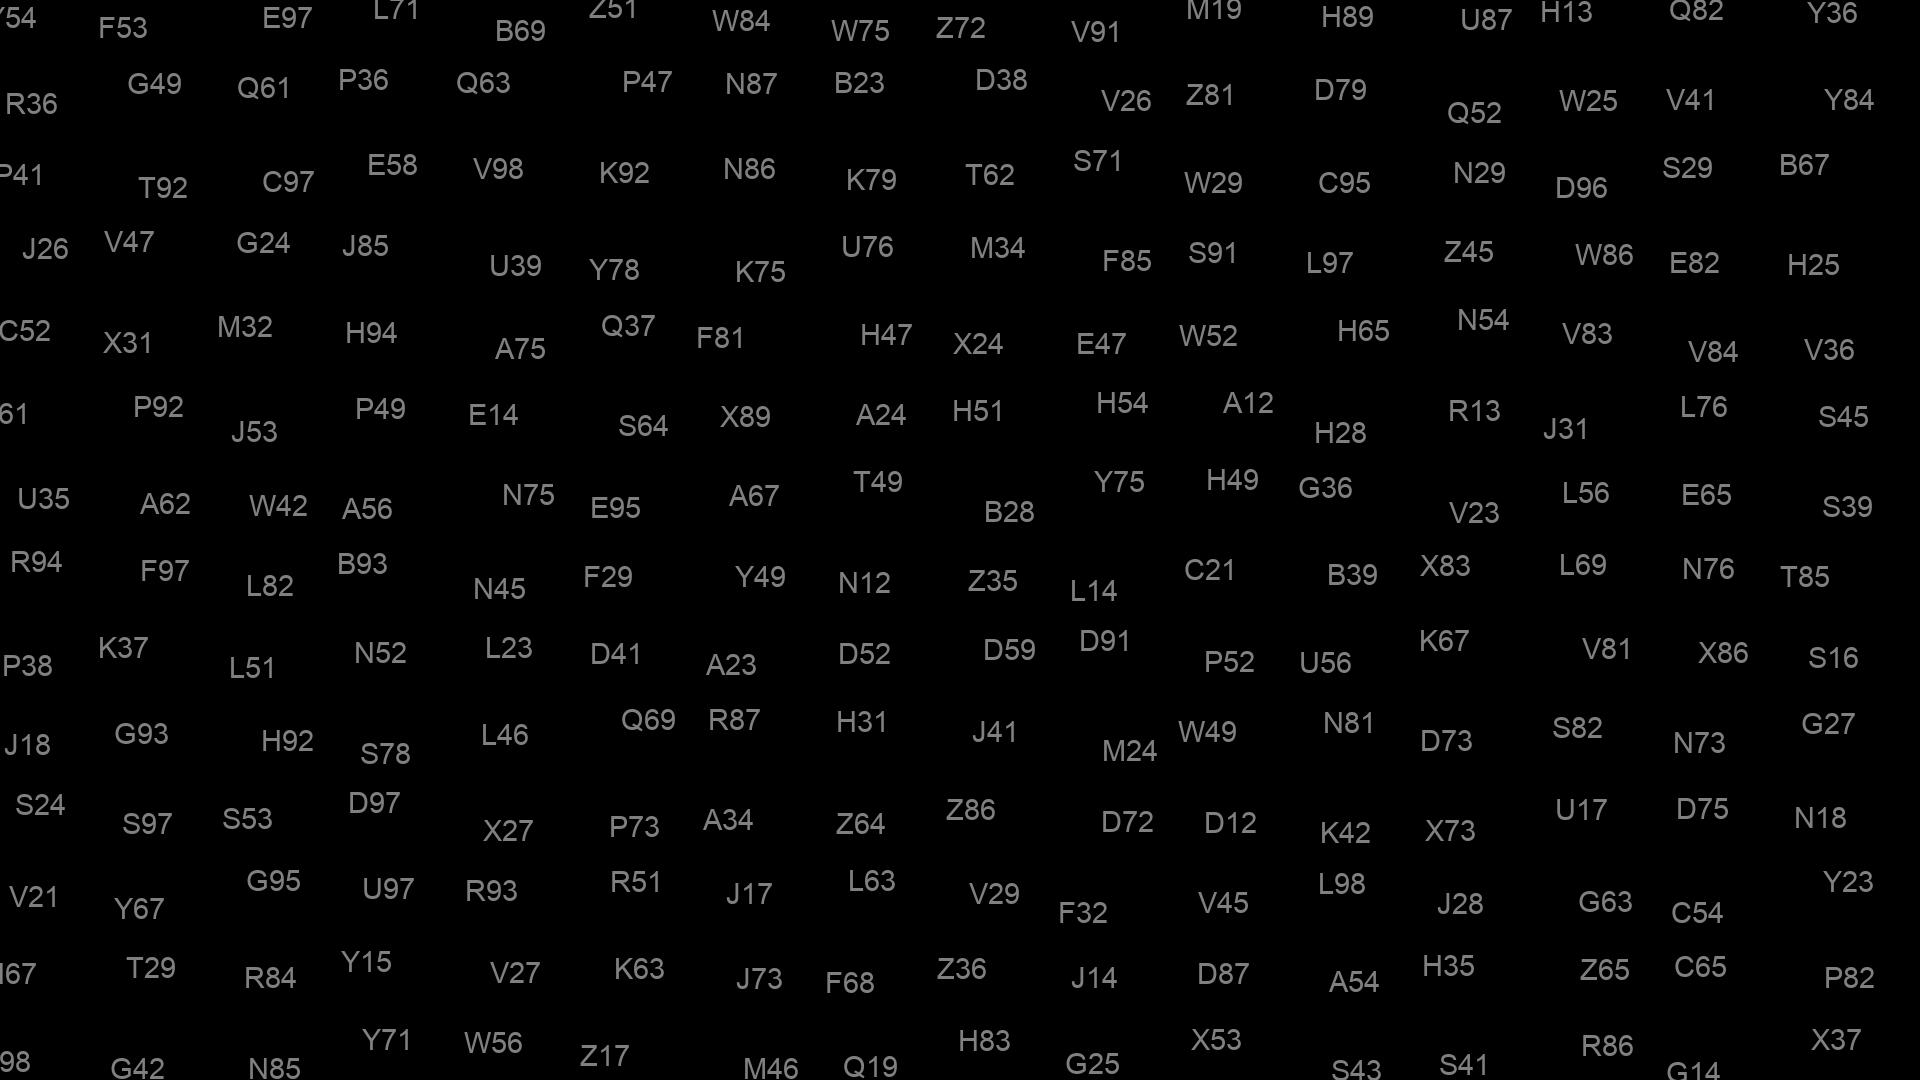 F53 E97 L71 B69 Z51 W84 W75 Z72 V91 M19 H89 U87 H13 Q82 Y36
R36 G49 Q61 P36 Q63 P47 N87 B23 D38 V26 Z81 D79 Q52 W25 V41 Y84
P41 T92 C97 E58 V98 K92 N86 K79 T62 S71 W29 C95 N29 D96 S29 B67
J26 V47 G24 J85 U39 Y78 K75 U76 M34 F85 S91 L97 Z45 W86 E82 H25
C52 X31 M32 H94 A75 Q37 F81 H47 X24 E47 W52 H65 N54 V83 V84 V36
61 P92 J53 P49 E14 S64 X89 A24 H51 H54 A12 H28 R13 J31 L76 S45
U35 A62 W42 A56 N75 E95 A67 T49 B28 Y75 H49 G36 V23 L56 E65 S39
R94 F97 L82 B93 N45 F29 Y49 N12 Z35 L14 C21 B39 X83 L69 N76 T85
P38 K37 L51 N52 L23 D41 A23 D52 D59 D91 P52 U56 K67 V81 X86 S16
J18 G93 H92 S78 L46 Q69 R87 H31 J41 M24 W49 N81 D73 S82 N73 G27
S24 S97 S53 D97 X27 P73 A34 Z64 Z86 D72 D12 K42 X73 U17 D75 N18
V21 Y67 G95 U97 R93 R51 J17 L63 V29 F32 V45 L98 J28 G63 C54 Y23
67 T29 R84 Y15 V27 K63 J73 F68 Z36 J14 D87 A54 H35 Z65 C65 P82
98 G42 N85 Y71 W56 Z17 M46 Q19 H83 G25 X53 S43 S41 R86 G14 X37